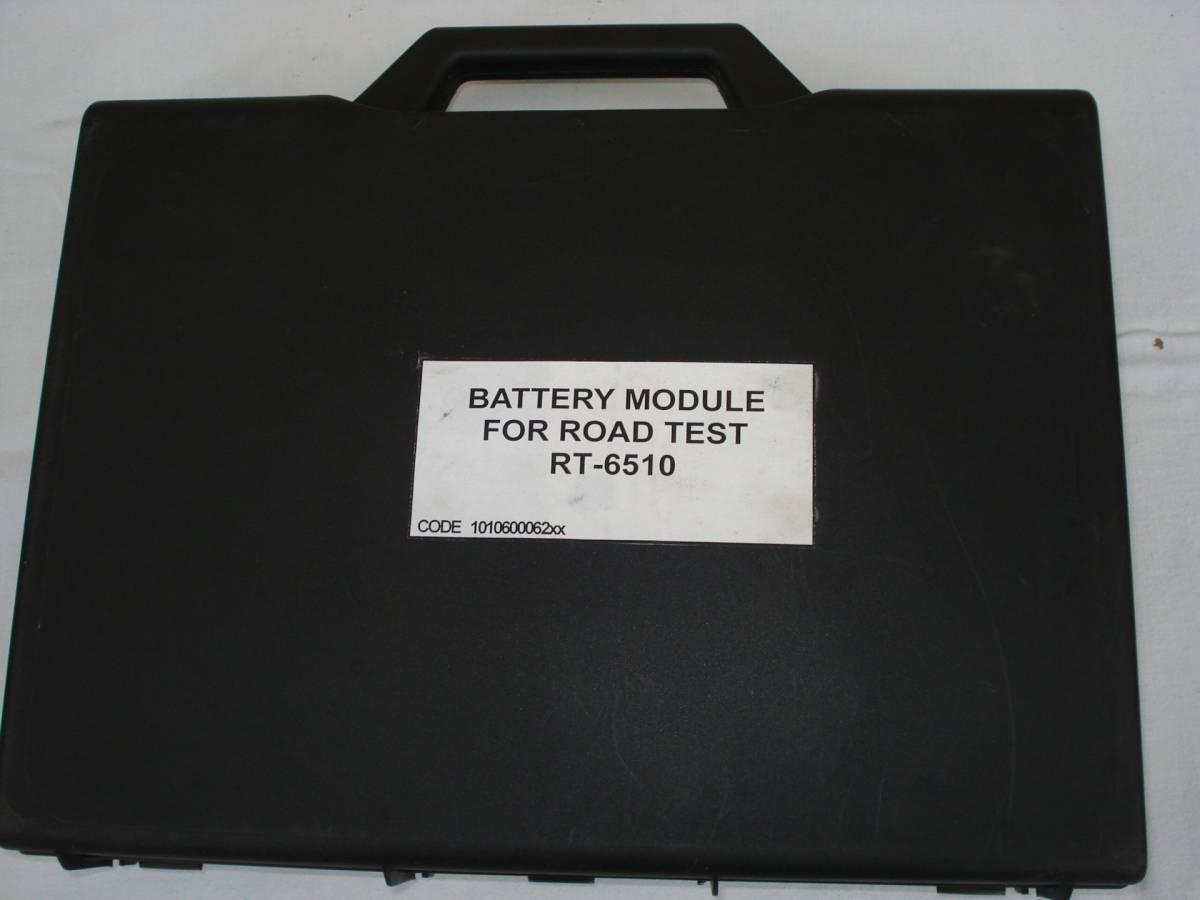 BATTERY MODULE
FOR ROAD TEST
RT-6510
CODE 1010600062xx